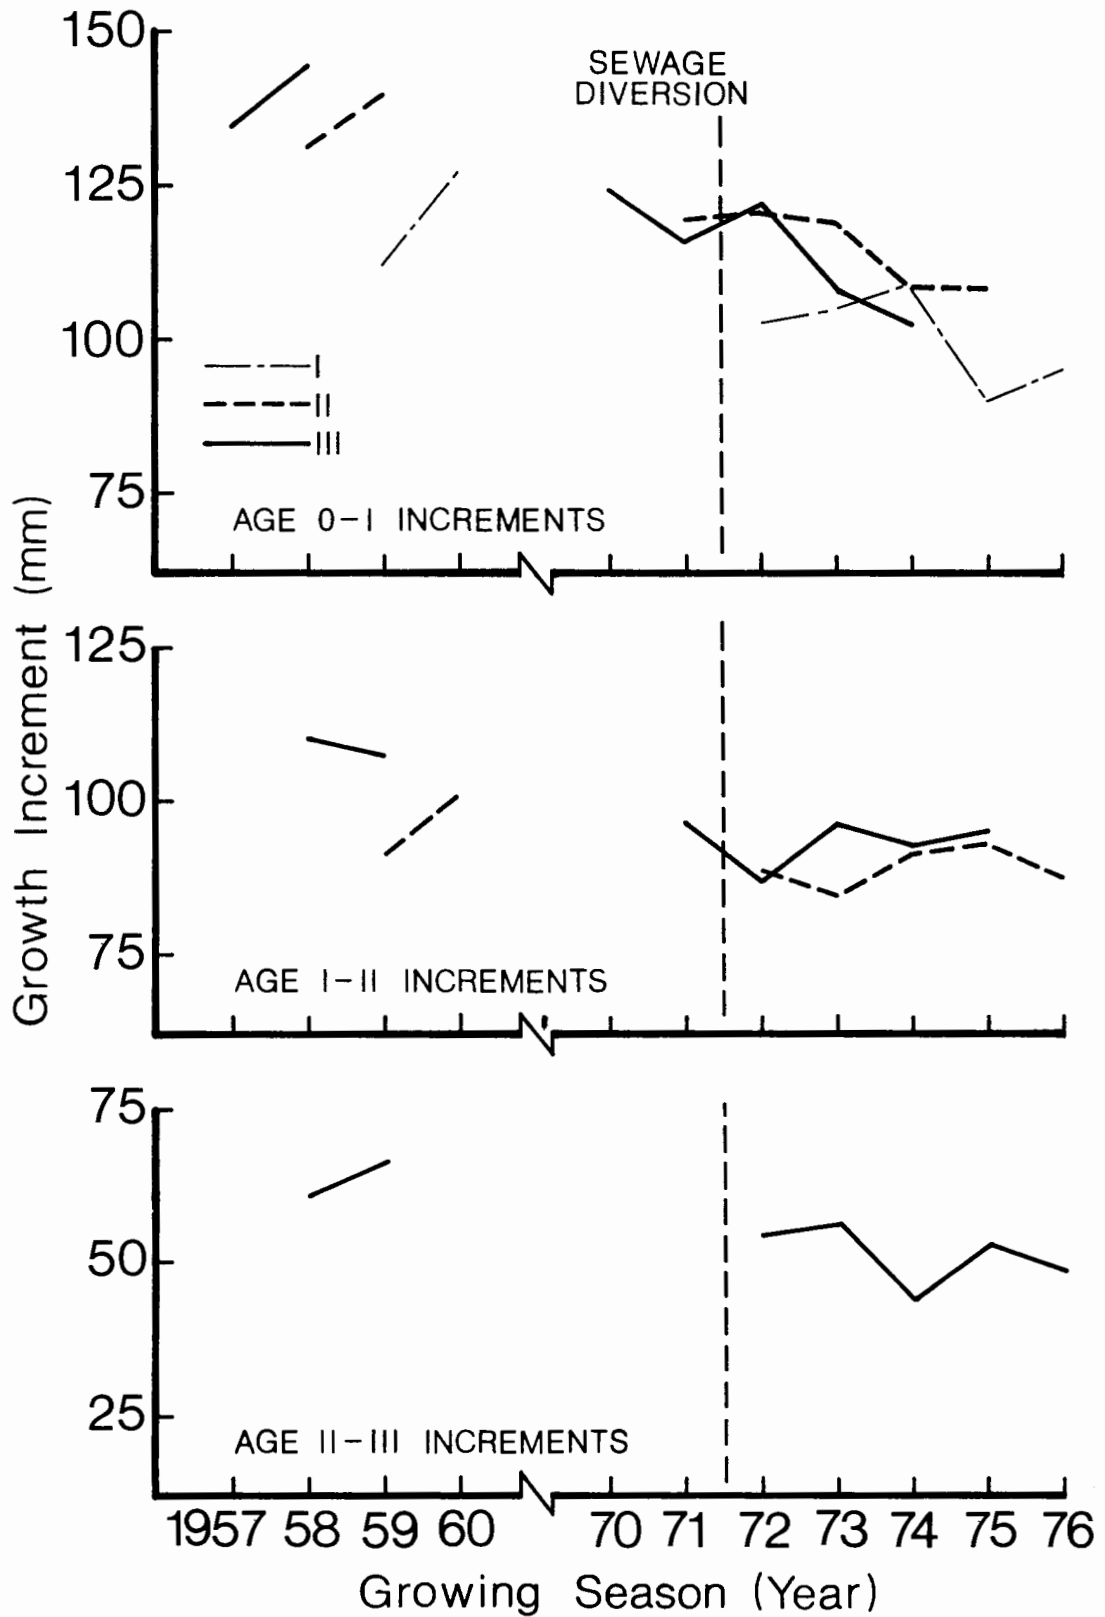 150
SEWAGE
DIVERSION
125
100
I
II
III
75
AGE 0-I INCREMENTS
Growth Increment (mm)
125
100
75
AGE I-II INCREMENTS
75
50
25
AGE II-III INCREMENTS
1957 58 59 60 70 71 72 73 74 75 76
Growing Season (Year)